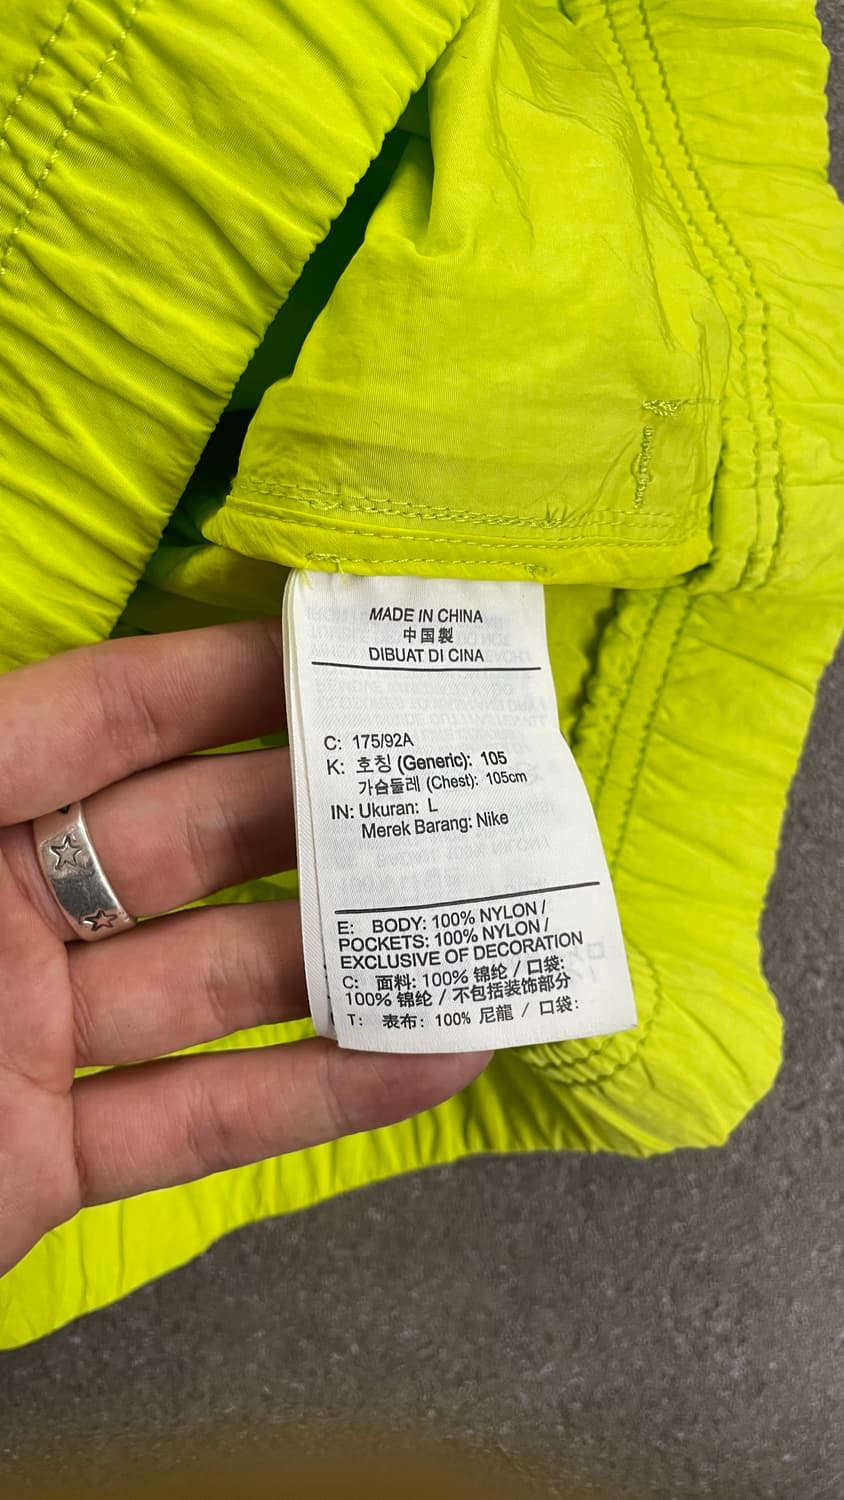 MADE IN CHINA
中国製
DIBUAT DI CINA
C: 175/92A
K: 호칭 (Generic): 105
가슴둘레 (Chest): 105cm
IN: Ukuran: L
Merek Barang: Nike
E: BODY: 100% NYLON /
POCKETS: 100% NYLON /
EXCLUSIVE OF DECORATION
C: 面料: 100% 锦纶 / 口袋:
100% 锦纶 / 不包括装饰部分
T: 表布: 100% 尼龍 / 口袋: